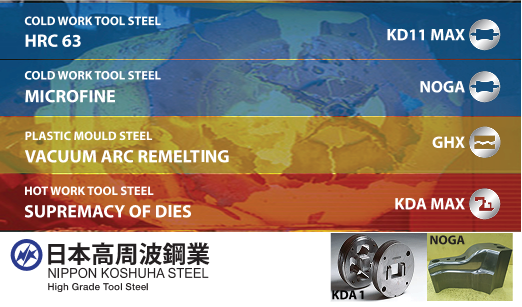 COLD WORK TOOL STEEL
HRC 63
KD11 MAX
COLD WORK TOOL STEEL
MICROFINE
NOGA
PLASTIC MOULD STEEL
VACUUM ARC REMELTING
GHX
HOT WORK TOOL STEEL
SUPREMACY OF DIES
KDA MAX
日本高周波鋼業
NIPPON KOSHUHA STEEL
High Grade Tool Steel
KDA 1
NOGA